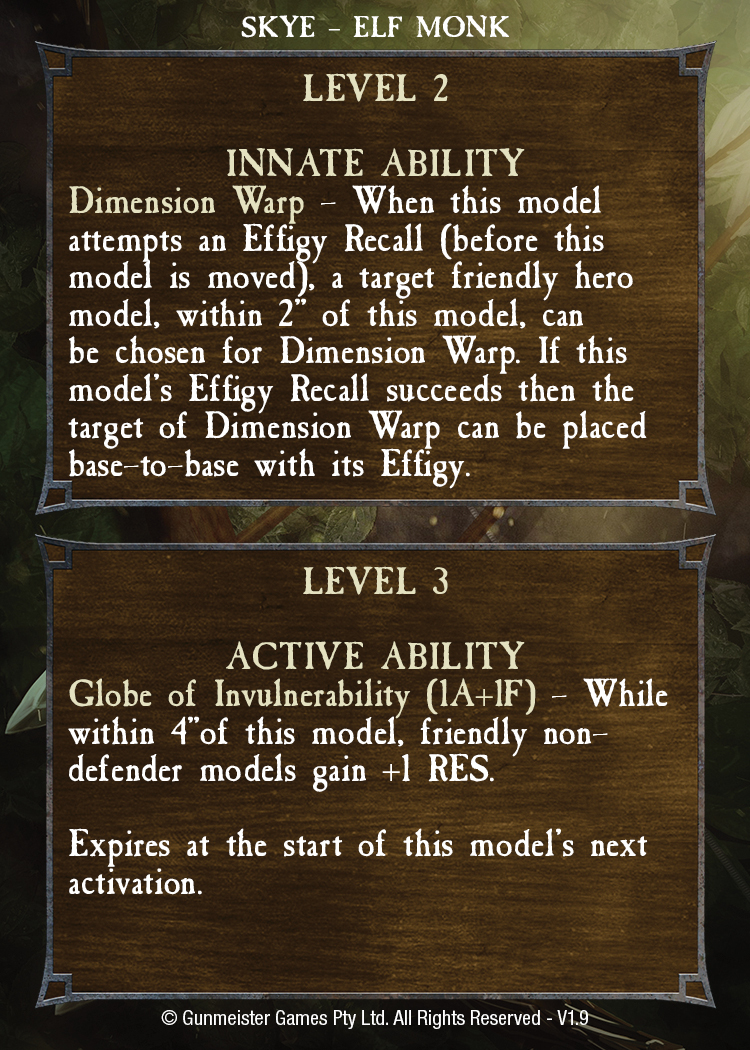 SKYE – ELF MONK
LEVEL 2
INNATE ABILITY
Dimension Warp – When this model
attempts an Effigy Recall (before this
model is moved), a target friendly hero
model, within 2” of this model, can
be chosen for Dimension Warp. If this
model’s Effigy Recall succeeds then the
target of Dimension Warp can be placed
base-to-base with its Effigy.
LEVEL 3
ACTIVE ABILITY
Globe of Invulnerability (1A+1F) – While
within 4”of this model, friendly non-
defender models gain +1 RES.
Expires at the start of this model’s next
activation.
© Gunmeister Games Pty Ltd. All Rights Reserved - V1.9